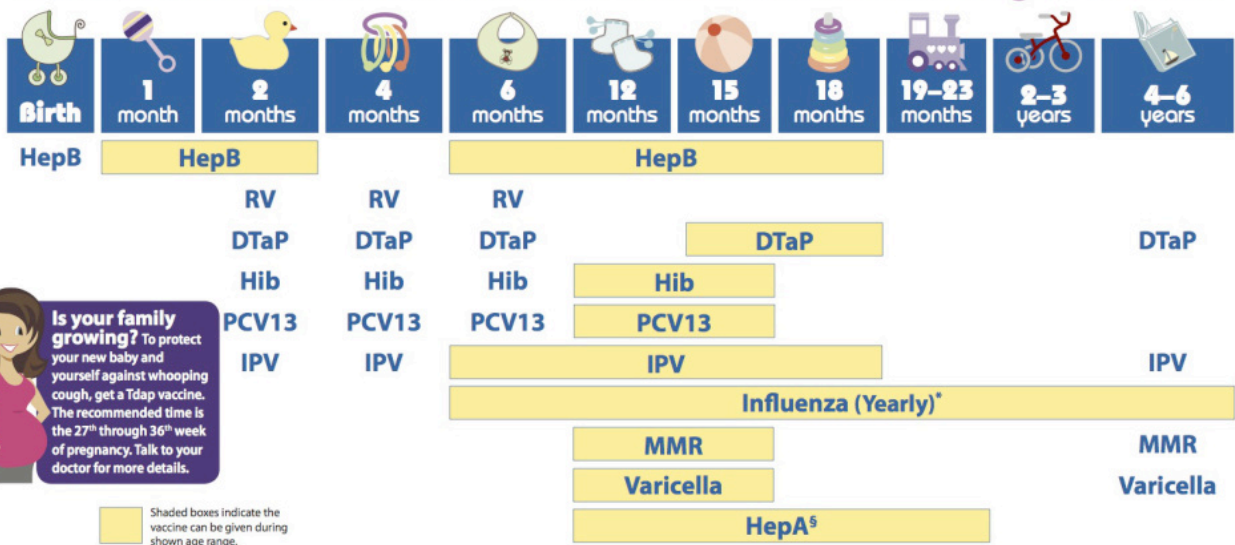 Birth
1
month
2
months
4
months
6
months
12
months
15
months
18
months
19–23
months
2–3
years
4–6
years
HepB HepB HepB
RV RV RV
DTaP DTaP DTaP DTaP DTaP
Hib Hib Hib Hib
PCV13 PCV13 PCV13 PCV13
IPV IPV IPV IPV
Influenza (Yearly)*
MMR MMR
Varicella Varicella
HepA§
Is your family
growing? To protect
your new baby and
yourself against whooping
cough, get a Tdap vaccine.
The recommended time is
the 27th through 36th week
of pregnancy. Talk to your
doctor for more details.
Shaded boxes indicate the
vaccine can be given during
shown age range.